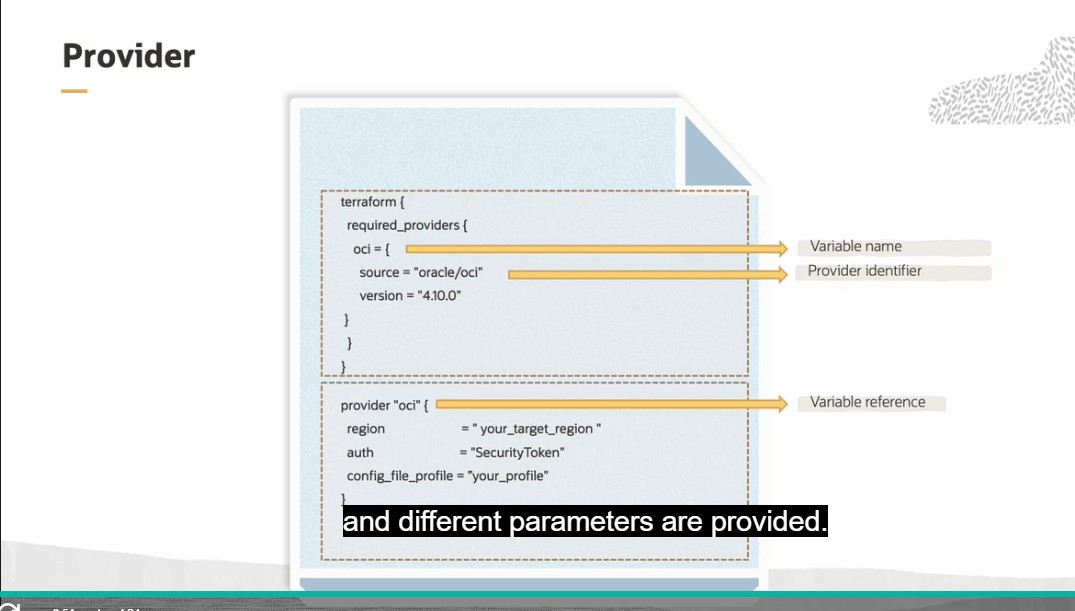 Provider
terraform {
required_providers {
oci = {
Variable name
source = "oracle/oci"
Provider identifier
version = "4.10.0"
}
}
}
provider "oci" {
Variable reference
region = " your_target_region "
auth = "SecurityToken"
config_file_profile = "your_profile"
}
and different parameters are provided.